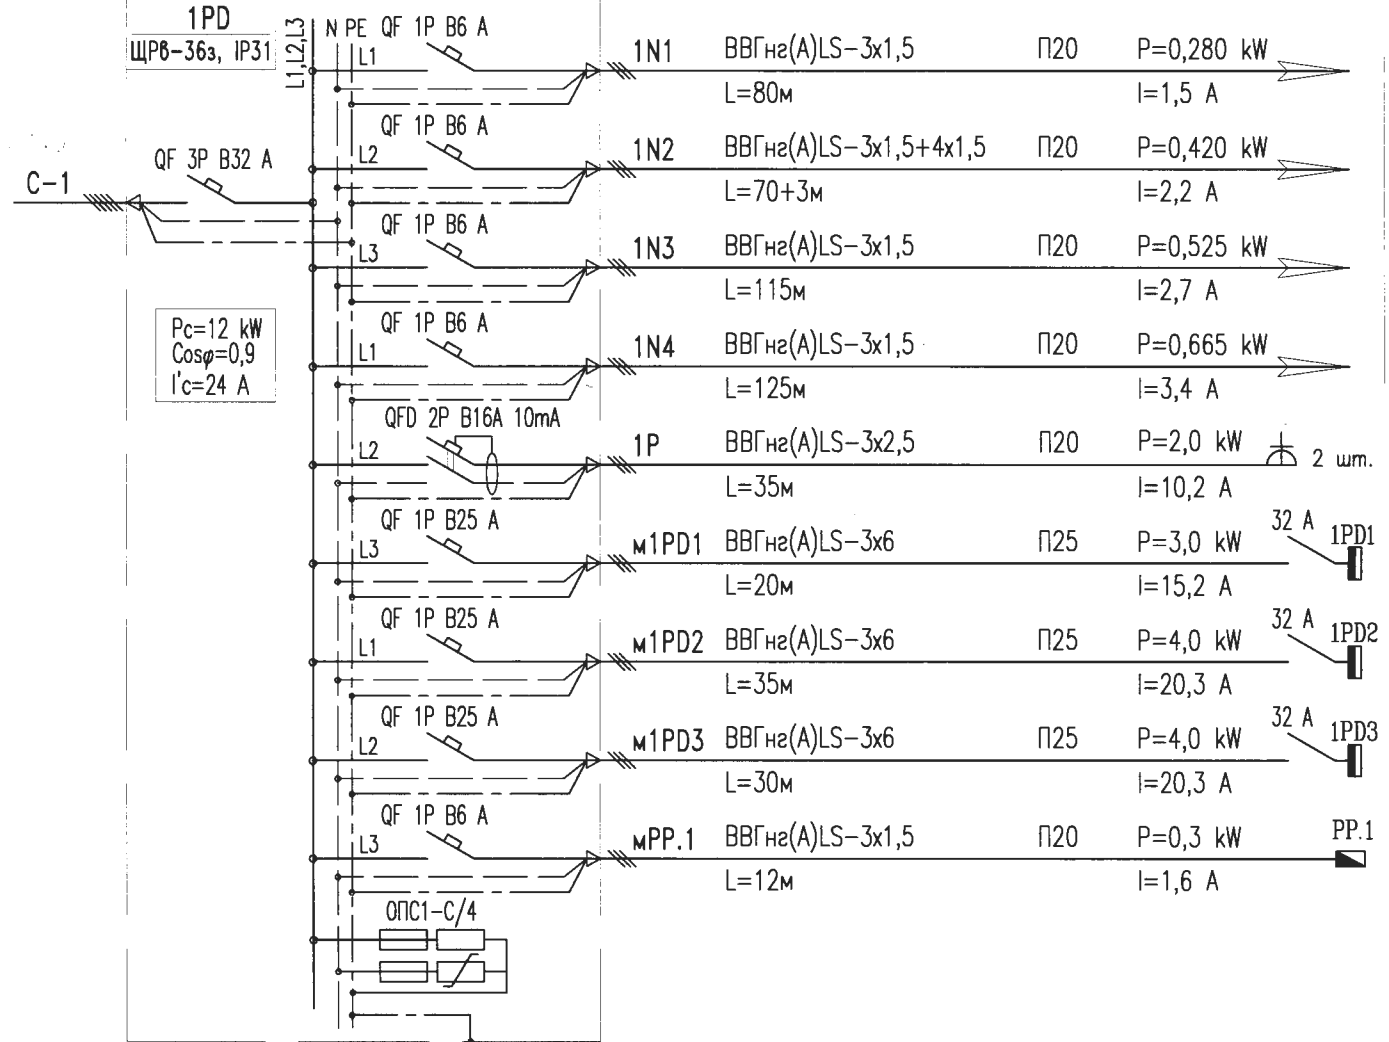 1PD
ЩРв-36з, IP31
L1,L2,L3
N PE
QF 1P B6 A
L1
1N1 ВВГнг(А)LS-3х1,5 П20 P=0,280 kW
L=80м I=1,5 A
QF 1P B6 A
L2
1N2 ВВГнг(А)LS-3х1,5+4х1,5 П20 P=0,420 kW
L=70+3м I=2,2 A
QF 3P B32 A
C-1
QF 1P B6 A
L3
1N3 ВВГнг(А)LS-3х1,5 П20 P=0,525 kW
L=115м I=2,7 A
Pc=12 kW
Cosφ=0,9
I'c=24 A
QF 1P B6 A
L1
1N4 ВВГнг(А)LS-3х1,5 П20 P=0,665 kW
L=125м I=3,4 A
QFD 2P B16A 10mA
L2
1P ВВГнг(А)LS-3х2,5 П20 P=2,0 kW 2 шт.
L=35м I=10,2 A
QF 1P B25 A
L3
м1PD1 ВВГнг(А)LS-3х6 П25 P=3,0 kW 32 A 1PD1
L=20м I=15,2 A
QF 1P B25 A
L1
м1PD2 ВВГнг(А)LS-3х6 П25 P=4,0 kW 32 A 1PD2
L=35м I=20,3 A
QF 1P B25 A
L2
м1PD3 ВВГнг(А)LS-3х6 П25 P=4,0 kW 32 A 1PD3
L=30м I=20,3 A
QF 1P B6 A
L3
мPP.1 ВВГнг(А)LS-3х1,5 П20 P=0,3 kW PP.1
L=12м I=1,6 A
ОПС1-С/4